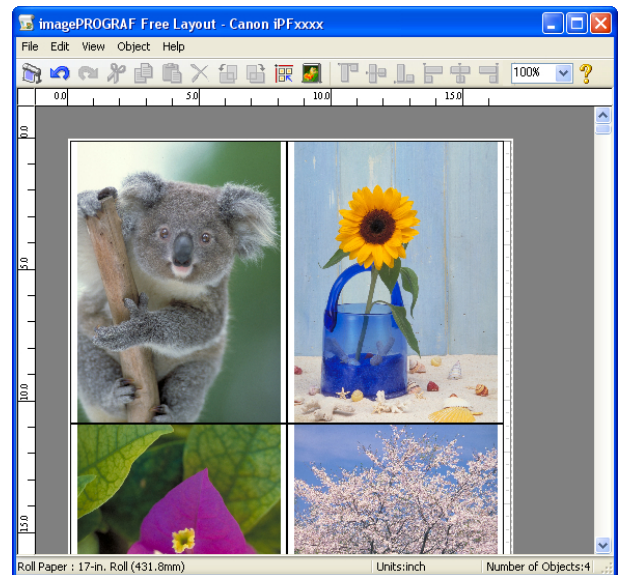 imagePROGRAF Free Layout - Canon iPFxxxx
File Edit View Object Help
100%
0.0 5.0 10.0 15.0
0.0
5.0
10.0
15.0
Roll Paper : 17-in. Roll (431.8mm) Units:inch Number of Objects:4